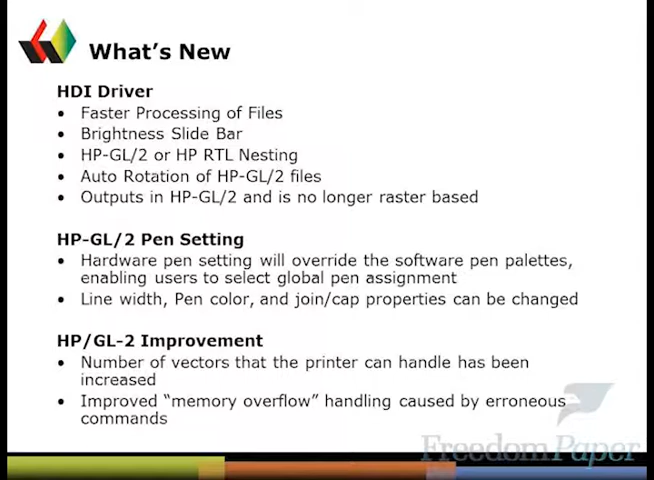 What's New
HDI Driver
• Faster Processing of Files
• Brightness Slide Bar
• HP-GL/2 or HP RTL Nesting
• Auto Rotation of HP-GL/2 files
• Outputs in HP-GL/2 and is no longer raster based
HP-GL/2 Pen Setting
• Hardware pen setting will override the software pen palettes,
enabling users to select global pen assignment
• Line width, Pen color, and join/cap properties can be changed
HP/GL-2 Improvement
• Number of vectors that the printer can handle has been
increased
• Improved “memory overflow” handling caused by erroneous
commands
FreedomPaper